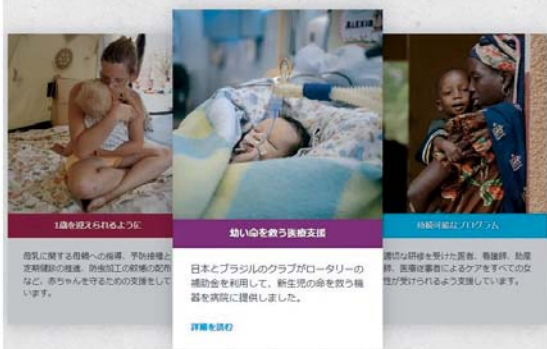 ALEXIA
1歳を迎えられるように
母乳に関する母親への指導、予防接種と
定期健診の推進、防虫加工の蚊帳の配布
など、赤ちゃんを守るための支援をして
います。
幼い命を救う医療支援
日本とブラジルのクラブがロータリーの
補助金を利用して、新生児の命を救う機
器を病院に提供しました。
詳細を読む
持続可能なプログラム
適切な研修を受けた医者、看護師、助産
師、医療従事者によるケアをすべての女
性が受けられるよう支援しています。